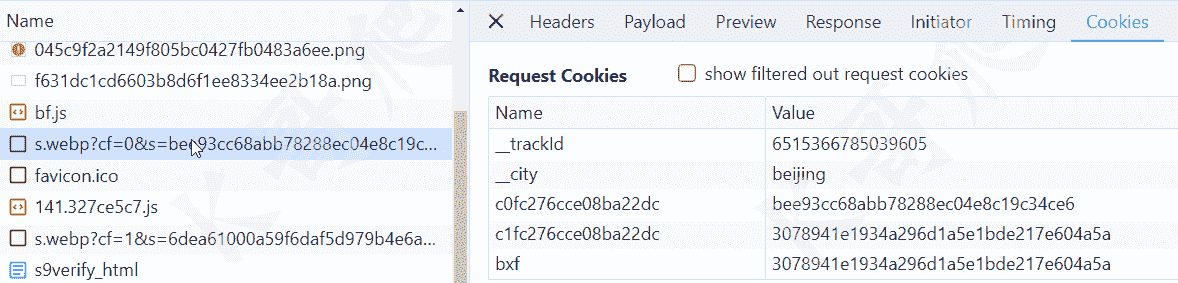 Name
045c9f2a2149f805bc0427fb0483a6ee.png
f631dc1cd6603b8d6f1ee8334ee2b18a.png
bf.js
s.webp?cf=0&s=bee93cc68abb78288ec04e8c19c...
favicon.ico
141.327ce5c7.js
s.webp?cf=1&s=6dea61000a59f6daf5d979b4e6a...
s9verify_html
Headers Payload Preview Response Initiator Timing Cookies
Request Cookies show filtered out request cookies
Name Value
__trackId 6515366785039605
__city beijing
c0fc276cce08ba22dc bee93cc68abb78288ec04e8c19c34ce6
c1fc276cce08ba22dc 3078941e1934a296d1a5e1bde217e604a5a
bxf 3078941e1934a296d1a5e1bde217e604a5a